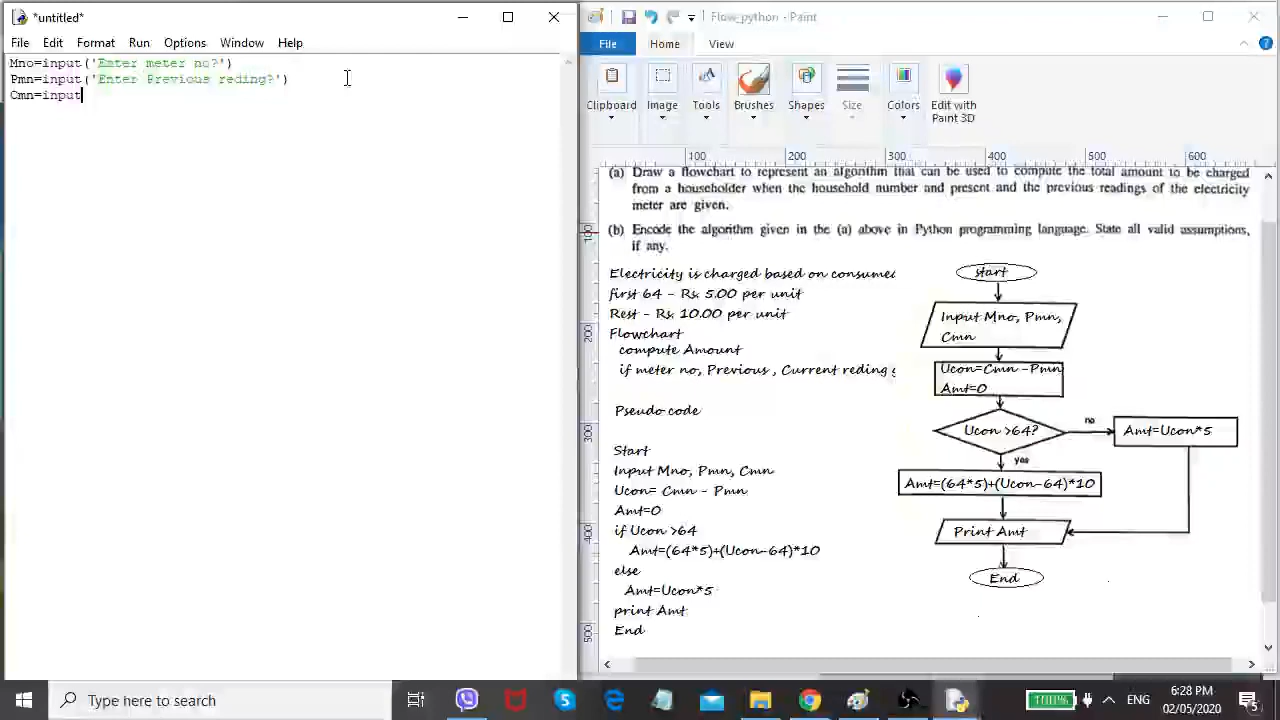 *untitled*
File Edit Format Run Options Window Help
Mno=input('Enter meter no?')
Pmn=input('Enter Previous reding?')
Cmn=input
Flow_python - Paint
File Home View
Clipboard Image Tools Brushes Shapes Size Colors Edit with
Paint 3D
100 200 300 400 500 600
100
200
300
400
500
(a) Draw a flowchart to represent an algorithm that can be used to compute the total amount to be charged
from a householder when the household number and present and the previous readings of the electricity
meter are given.
(b) Encode the algorithm given in the (a) above in Python programming language. State all valid assumptions,
if any.
Electricity is charged based on consumed
first 64 - Rs. 5.00 per unit
Rest - Rs. 10.00 per unit
Flowchart
compute Amount
if meter no, Previous , Current reding g
Pseudo code
Start
Input Mno, Pmn, Cmn
Ucon= Cmn - Pmn
Amt=0
if Ucon >64
Amt=(64*5)+(Ucon-64)*10
else
Amt=Ucon*5
print Amt
End
start
Input Mno, Pmn,
Cmn
Ucon=Cmn -Pmn
Amt=0
Ucon >64?
no
Amt=Ucon*5
yes
Amt=(64*5)+(Ucon-64)*10
Print Amt
End
Type here to search
100%
ENG
6:28 PM
02/05/2020
5